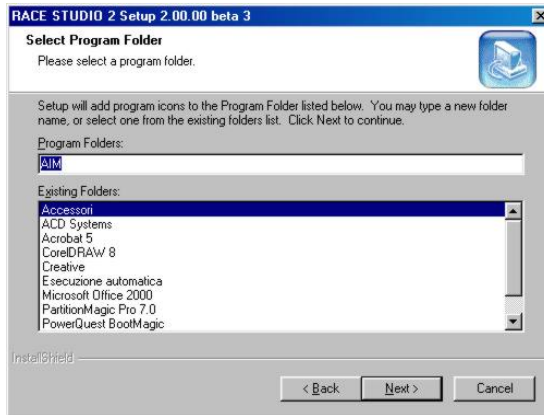 RACE STUDIO 2 Setup 2.00.00 beta 3
Select Program Folder
Please select a program folder.
Setup will add program icons to the Program Folder listed below. You may type a new folder
name, or select one from the existing folders list. Click Next to continue.
Program Folders:
AIM
Existing Folders:
Accessori
ACD Systems
Acrobat 5
CorelDRAW 8
Creative
Esecuzione automatica
Microsoft Office 2000
PartitionMagic Pro 7.0
PowerQuest BootMagic
InstallShield
< Back Next > Cancel